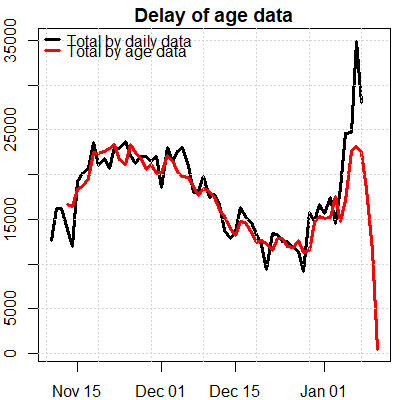 Delay of age data
Total by daily data
Total by age data
35000
25000
15000
5000
0
Nov 15
Dec 01
Dec 15
Jan 01